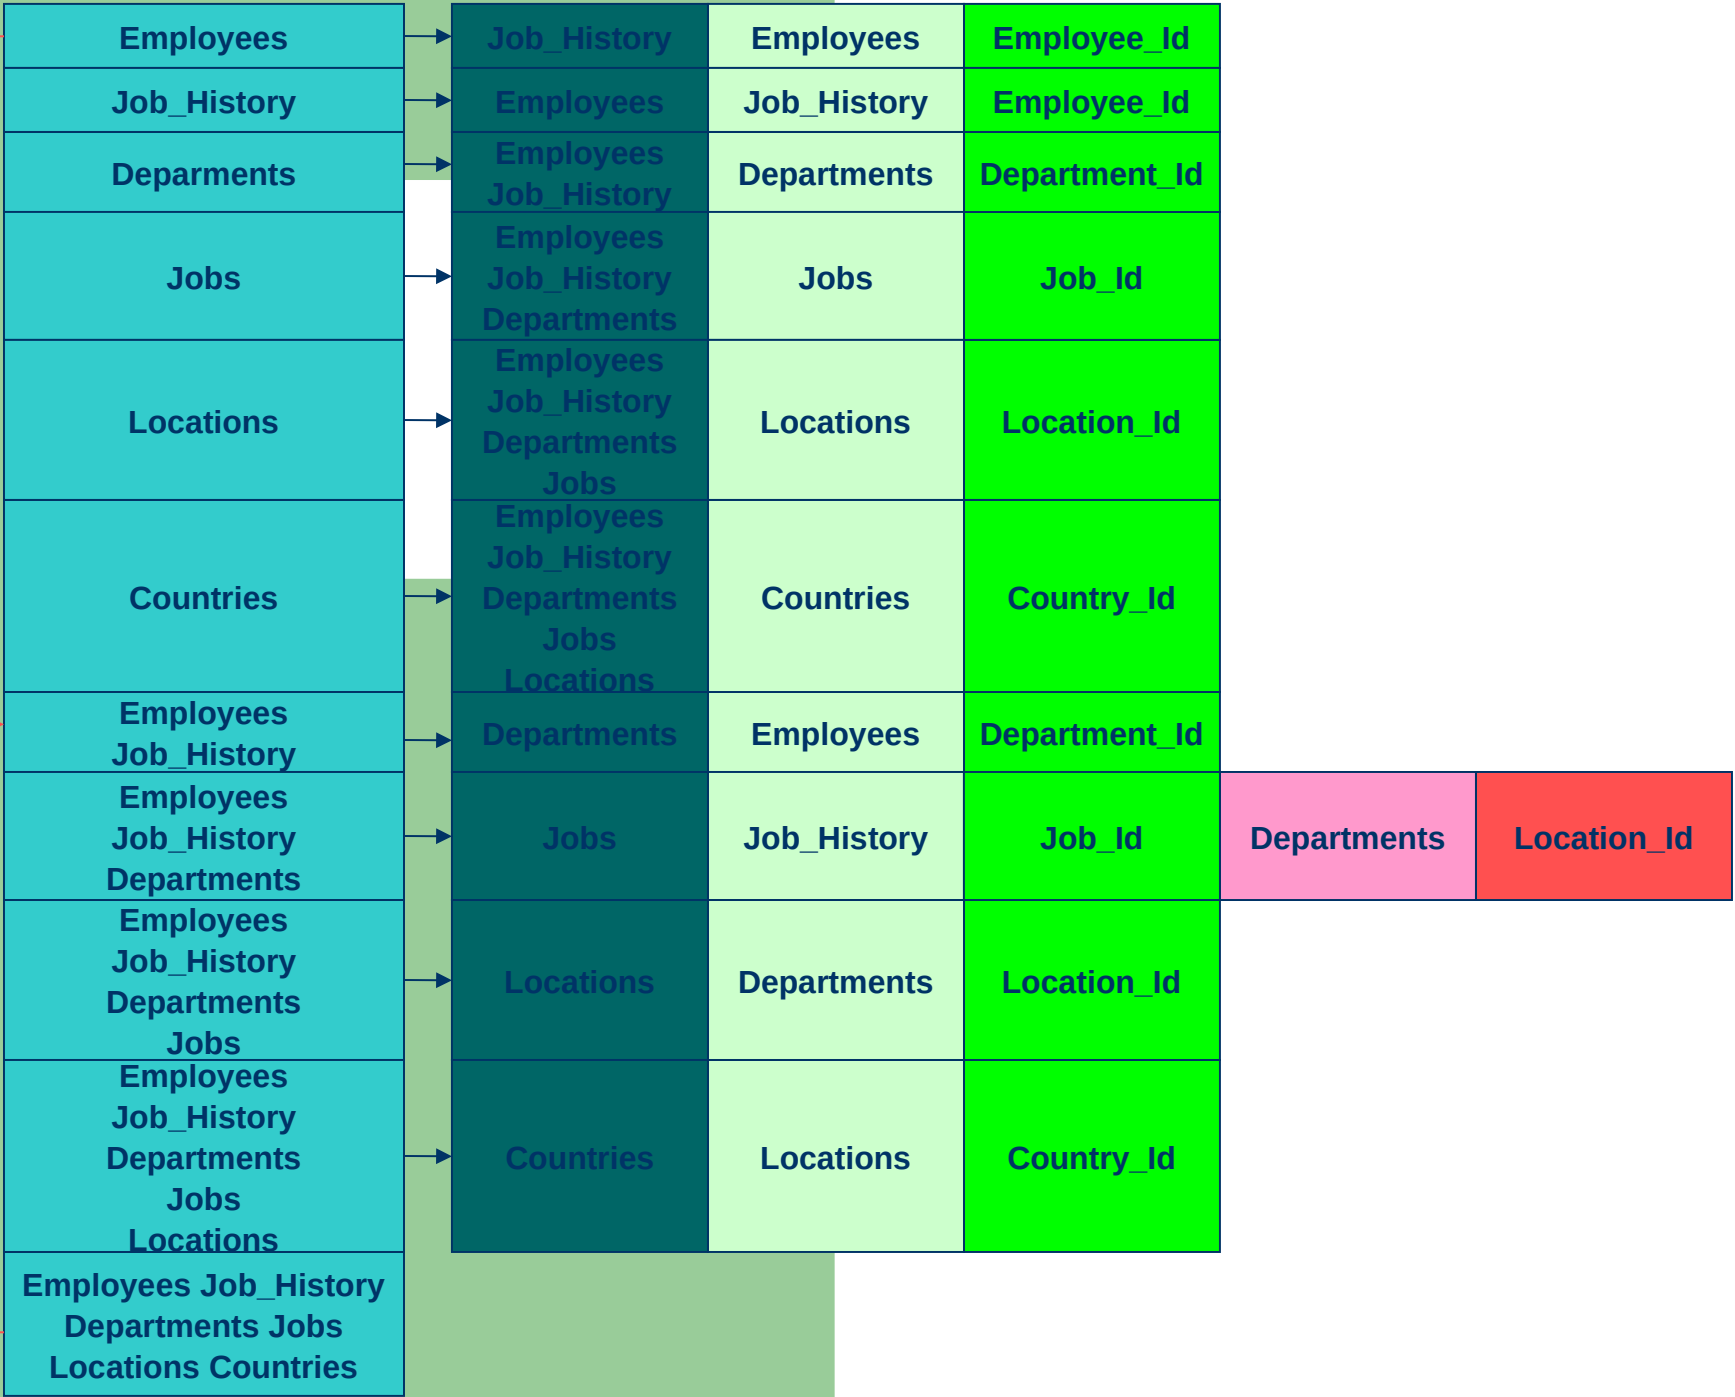 Employees
Job_History
Employees
Employee_Id
Job_History
Employees
Job_History
Employee_Id
Deparments
Employees
Job_History
Departments
Department_Id
Jobs
Employees
Job_History
Departments
Jobs
Job_Id
Locations
Employees
Job_History
Departments
Jobs
Locations
Location_Id
Countries
Employees
Job_History
Departments
Jobs
Locations
Countries
Country_Id
Employees
Job_History
Departments
Employees
Department_Id
Employees
Job_History
Departments
Jobs
Job_History
Job_Id
Departments
Location_Id
Employees
Job_History
Departments
Jobs
Locations
Departments
Location_Id
Employees
Job_History
Departments
Jobs
Locations
Countries
Locations
Country_Id
Employees Job_History
Departments Jobs
Locations Countries